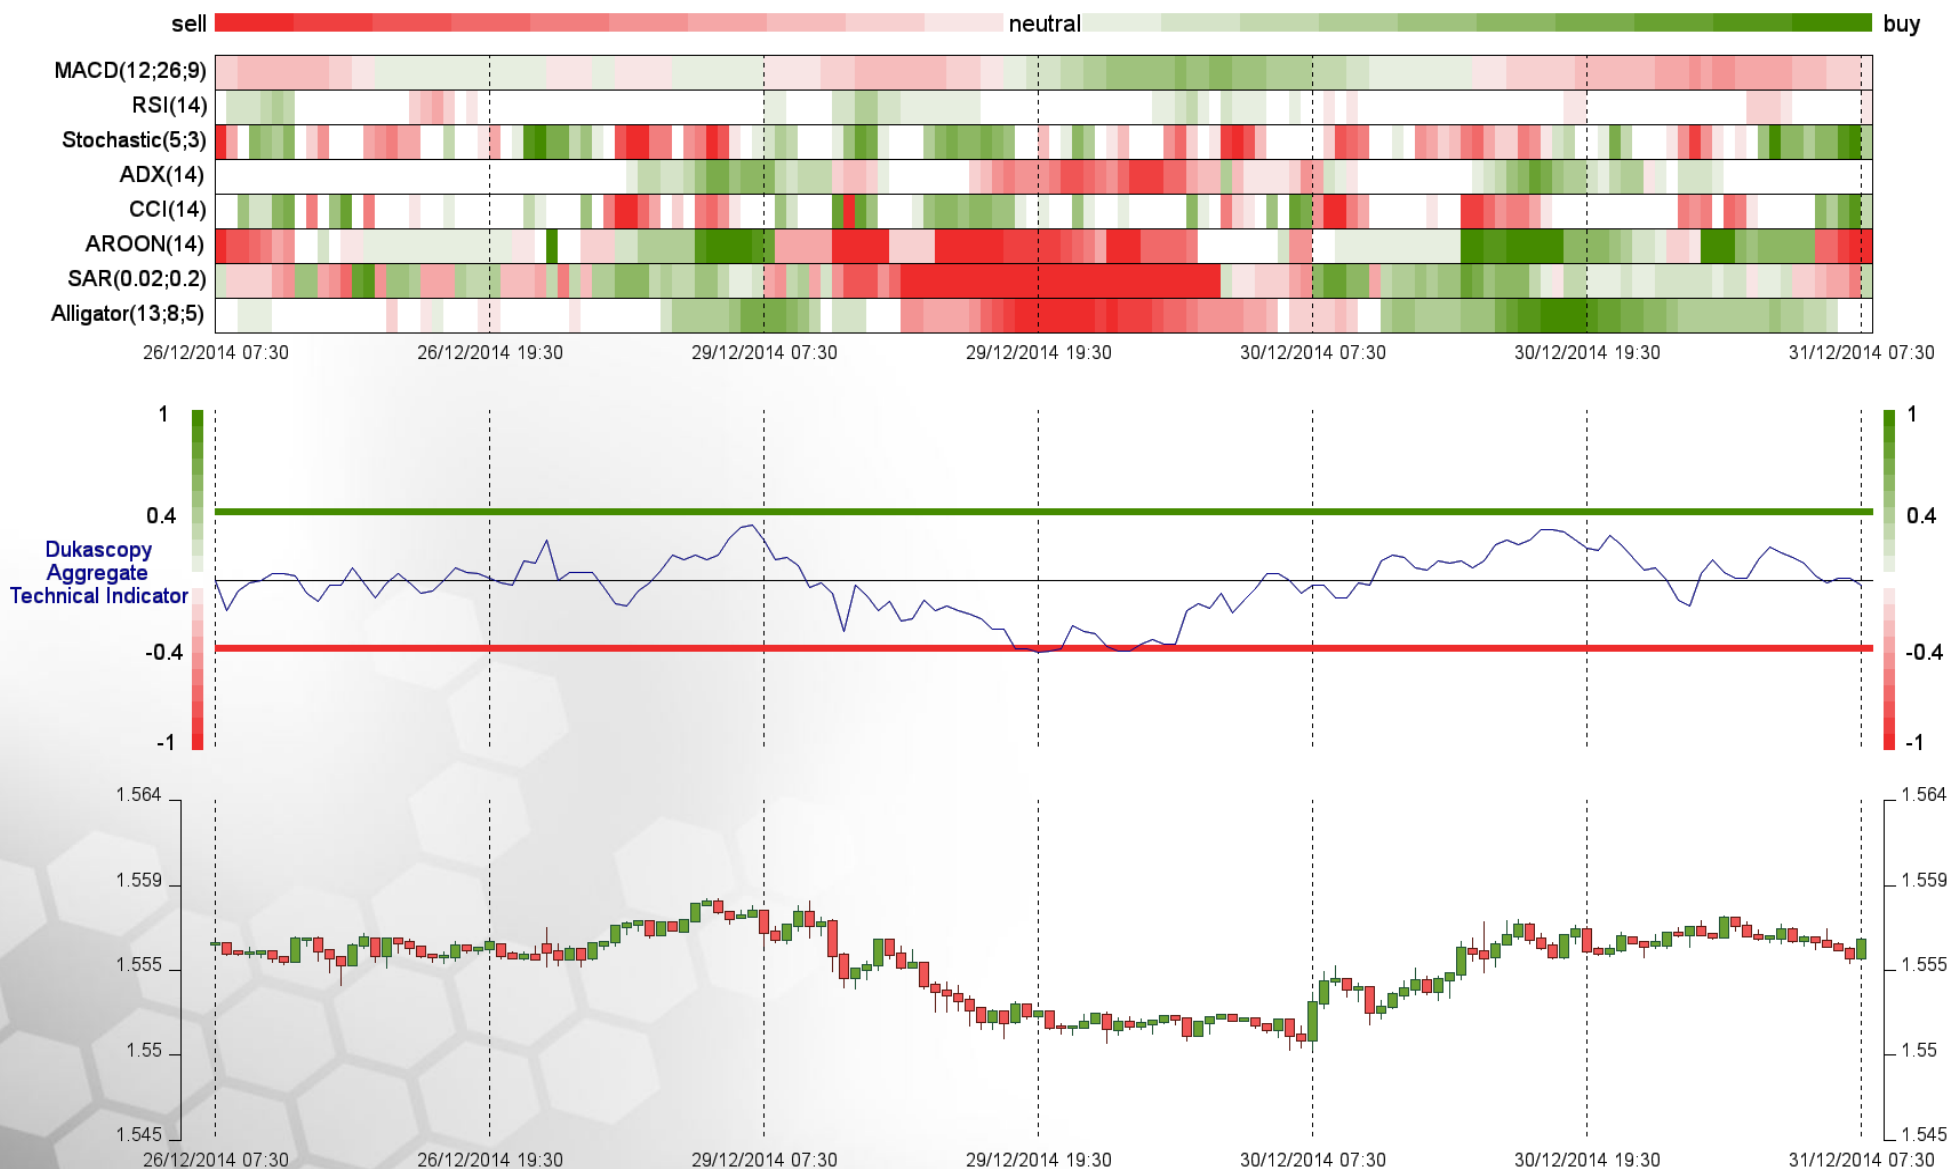 sell neutral buy
MACD(12;26;9)
RSI(14)
Stochastic(5;3)
ADX(14)
CCI(14)
AROON(14)
SAR(0.02;0.2)
Alligator(13;8;5)
26/12/2014 07:30 26/12/2014 19:30 29/12/2014 07:30 29/12/2014 19:30 30/12/2014 07:30 30/12/2014 19:30 31/12/2014 07:30
1 1
0.4 0.4
Dukascopy
Aggregate
Technical Indicator
-0.4 -0.4
-1 -1
1.564 1.564
1.559 1.559
1.555 1.555
1.55 1.55
1.545 1.545
26/12/2014 07:30 26/12/2014 19:30 29/12/2014 07:30 29/12/2014 19:30 30/12/2014 07:30 30/12/2014 19:30 31/12/2014 07:30